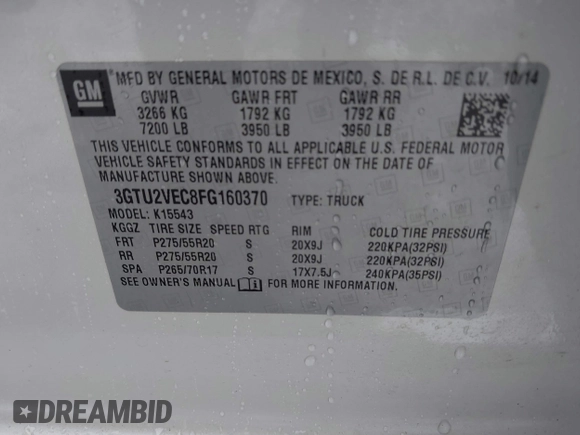 GM MFD BY GENERAL MOTORS DE MEXICO, S. DE R.L. DE C.V. 10/14
GVWR GAWR FRT GAWR RR
3266 KG 1792 KG 1792 KG
7200 LB 3950 LB 3950 LB
THIS VEHICLE CONFORMS TO ALL APPLICABLE U.S. FEDERAL MOTOR
VEHICLE SAFETY STANDARDS IN EFFECT ON THE DATE OF
MANUFACTURE SHOWN ABOVE.
3GTU2VEC8FG160370 TYPE: TRUCK
MODEL: K15543
KGGZ TIRE SIZE SPEED RTG RIM COLD TIRE PRESSURE
FRT P275/55R20 S 20X9J 220KPA(32PSI)
RR P275/55R20 S 20X9J 220KPA(32PSI)
SPA P265/70R17 S 17X7.5J 240KPA(35PSI)
SEE OWNER'S MANUAL FOR MORE INFORMATION.
DREAMBID